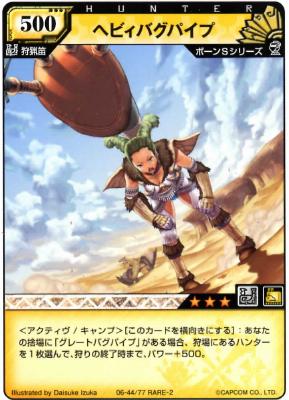 HUNTER
500
ヘビィバグパイプ
狩猟笛
ボーンSシリーズ
<アクティヴ/キャンプ>[このカードを横向きにする]:あなたの
捨場に「グレートバグパイプ」がある場合、狩場にあるハンター
を1枚選んで、狩りの終了時まで、パワー+500。
Illustrated by Daisuke Izuka
06-44/77 RARE-2
©CAPCOM CO., LTD.